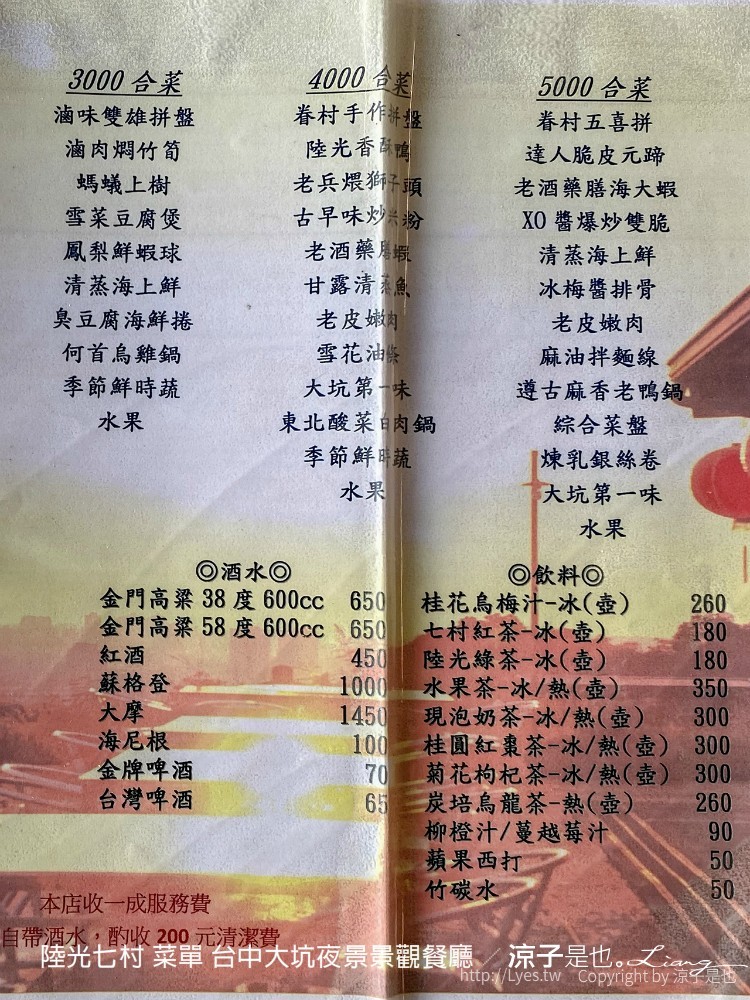 3000 合菜
滷味雙雄拼盤
滷肉燜竹筍
螞蟻上樹
雪菜豆腐煲
鳳梨鮮蝦球
清蒸海上鮮
臭豆腐海鮮捲
何首烏雞鍋
季節鮮時蔬
水果
4000 合菜
眷村手作拼盤
陸光香酥鴨
老兵煨獅子頭
古早味炒米粉
老酒藥膳蝦
甘露清蒸魚
老皮嫩肉
雪花油條
大坑第一味
東北酸菜白肉鍋
季節鮮時蔬
水果
5000 合菜
眷村五喜拼
達人脆皮元蹄
老酒藥膳海大蝦
XO 醬爆炒雙脆
清蒸海上鮮
冰梅醬排骨
老皮嫩肉
麻油拌麵線
遵古麻香老鴨鍋
綜合菜盤
煉乳銀絲卷
大坑第一味
水果
◎酒水◎
金門高粱 38 度 600cc 650
金門高粱 58 度 600cc 650
紅酒 450
蘇格登 1000
大摩 1450
海尼根 100
金牌啤酒 70
台灣啤酒 65
◎飲料◎
桂花烏梅汁-冰(壺) 260
七村紅茶-冰(壺) 180
陸光綠茶-冰(壺) 180
水果茶-冰/熱(壺) 350
現泡奶茶-冰/熱(壺) 300
桂圓紅棗茶-冰/熱(壺) 300
菊花枸杞茶-冰/熱(壺) 300
炭培烏龍茶-熱(壺) 260
柳橙汁/蔓越莓汁 90
蘋果西打 50
竹碳水 50
本店收一成服務費
自帶酒水，酌收 200 元清潔費
陸光七村 菜單 台中大坑夜景景觀餐廳 / 涼子是也。Liang
http://Lyes.tw Copyright by 涼子是也